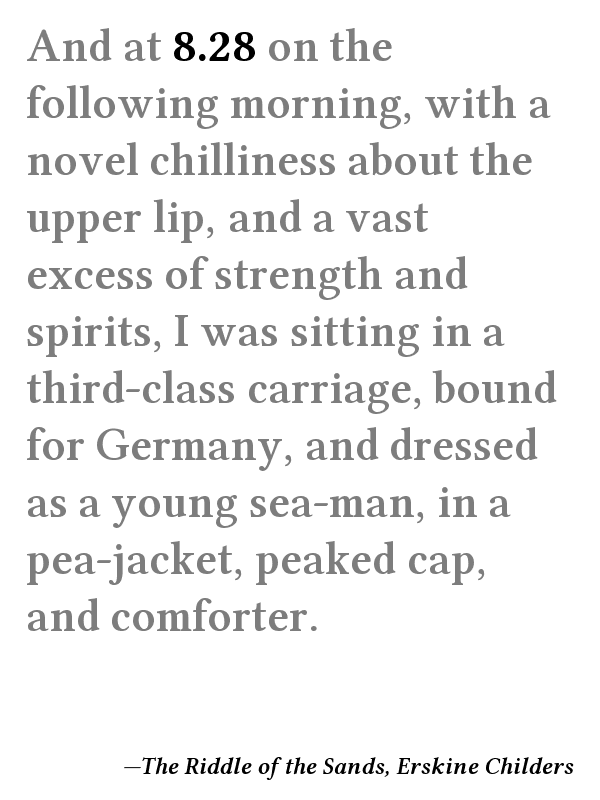 And at 8.28 on the
following morning, with a
novel chilliness about the
upper lip, and a vast
excess of strength and
spirits, I was sitting in a
third-class carriage, bound
for Germany, and dressed
as a young sea-man, in a
pea-jacket, peaked cap,
and comforter.
—The Riddle of the Sands, Erskine Childers